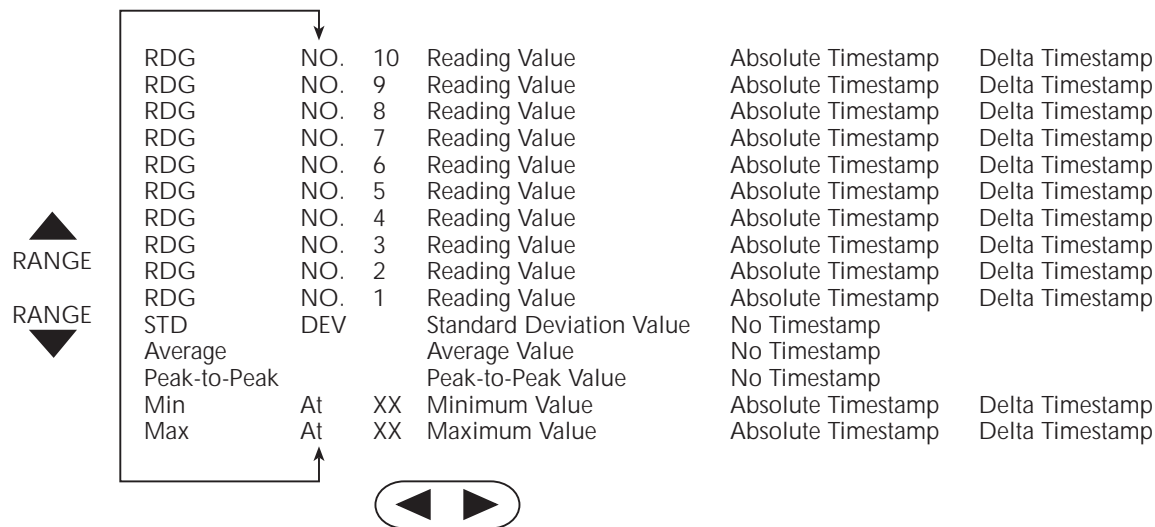 RDG NO. 10 Reading Value Absolute Timestamp Delta Timestamp
RDG NO. 9 Reading Value Absolute Timestamp Delta Timestamp
RDG NO. 8 Reading Value Absolute Timestamp Delta Timestamp
RDG NO. 7 Reading Value Absolute Timestamp Delta Timestamp
RDG NO. 6 Reading Value Absolute Timestamp Delta Timestamp
RDG NO. 5 Reading Value Absolute Timestamp Delta Timestamp
RDG NO. 4 Reading Value Absolute Timestamp Delta Timestamp
RDG NO. 3 Reading Value Absolute Timestamp Delta Timestamp
RDG NO. 2 Reading Value Absolute Timestamp Delta Timestamp
RDG NO. 1 Reading Value Absolute Timestamp Delta Timestamp
STD DEV Standard Deviation Value No Timestamp
Average Average Value No Timestamp
Peak-to-Peak Peak-to-Peak Value No Timestamp
Min At XX Minimum Value Absolute Timestamp Delta Timestamp
Max At XX Maximum Value Absolute Timestamp Delta Timestamp
RANGE
RANGE